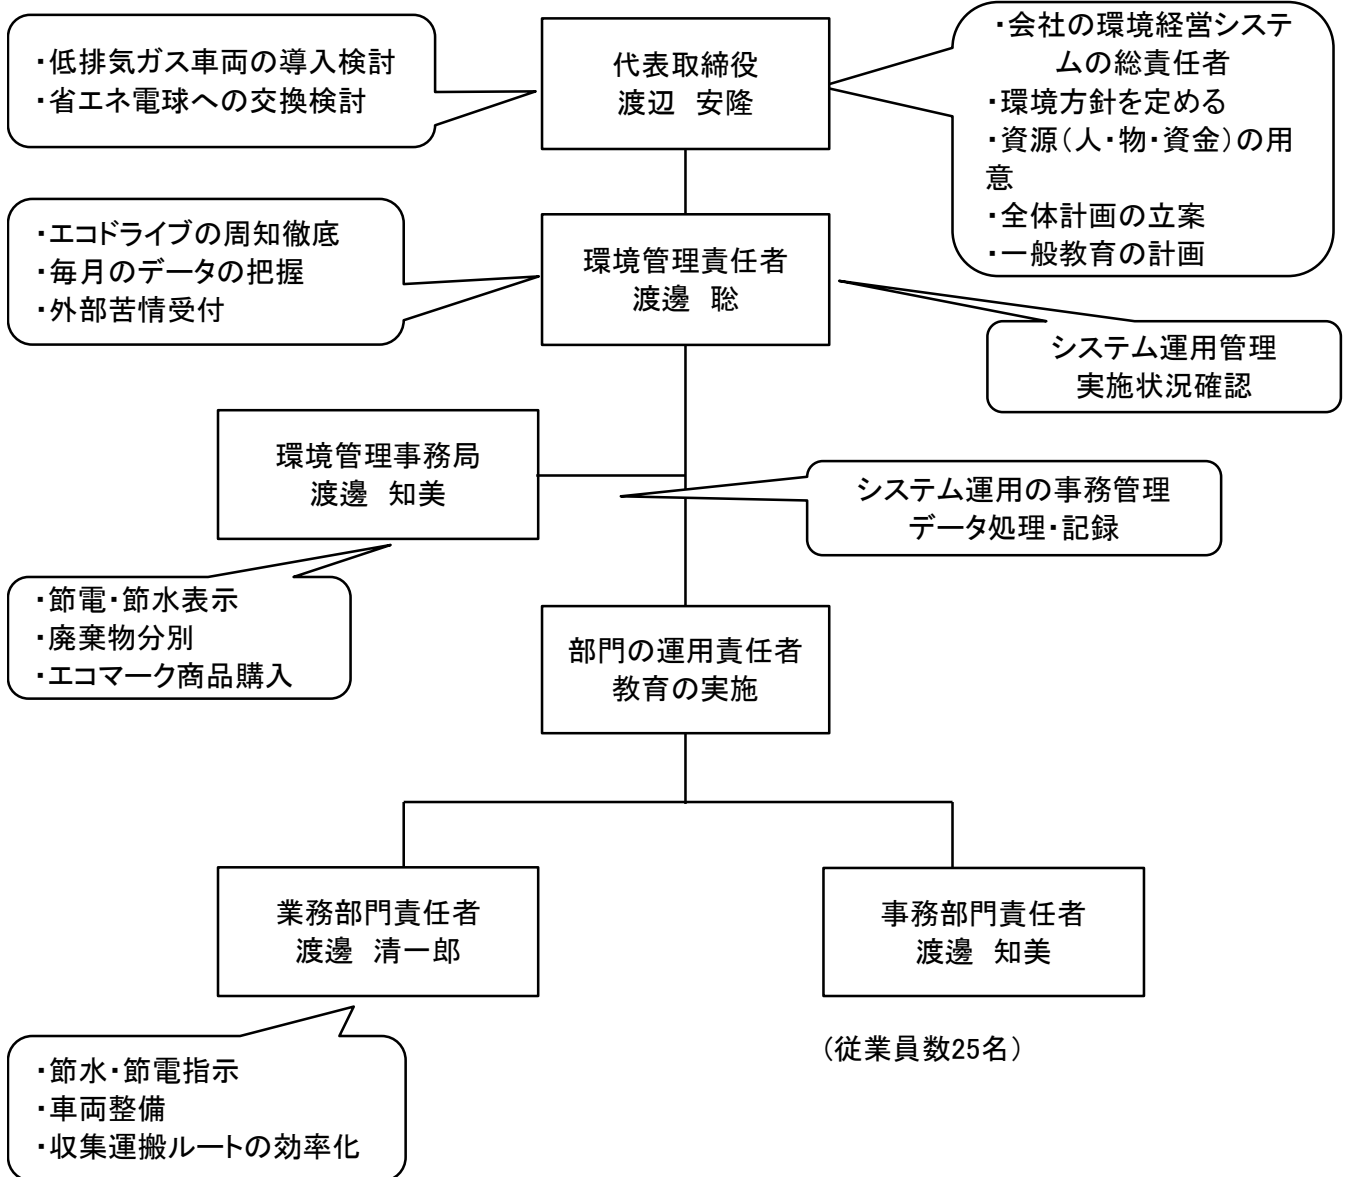 ・低排気ガス車両の導入検討
・省エネ電球への交換検討
代表取締役
渡辺　安隆
・会社の環境経営システ
ムの総責任者
・環境方針を定める
・資源（人・物・資金）の用
意
・全体計画の立案
・一般教育の計画
・エコドライブの周知徹底
・毎月のデータの把握
・外部苦情受付
環境管理責任者
渡邊　聡
システム運用管理
実施状況確認
環境管理事務局
渡邊　知美
システム運用の事務管理
データ処理・記録
・節電・節水表示
・廃棄物分別
・エコマーク商品購入
部門の運用責任者
教育の実施
業務部門責任者
渡邊　清一郎
事務部門責任者
渡邊　知美
（従業員数25名）
・節水・節電指示
・車両整備
・収集運搬ルートの効率化